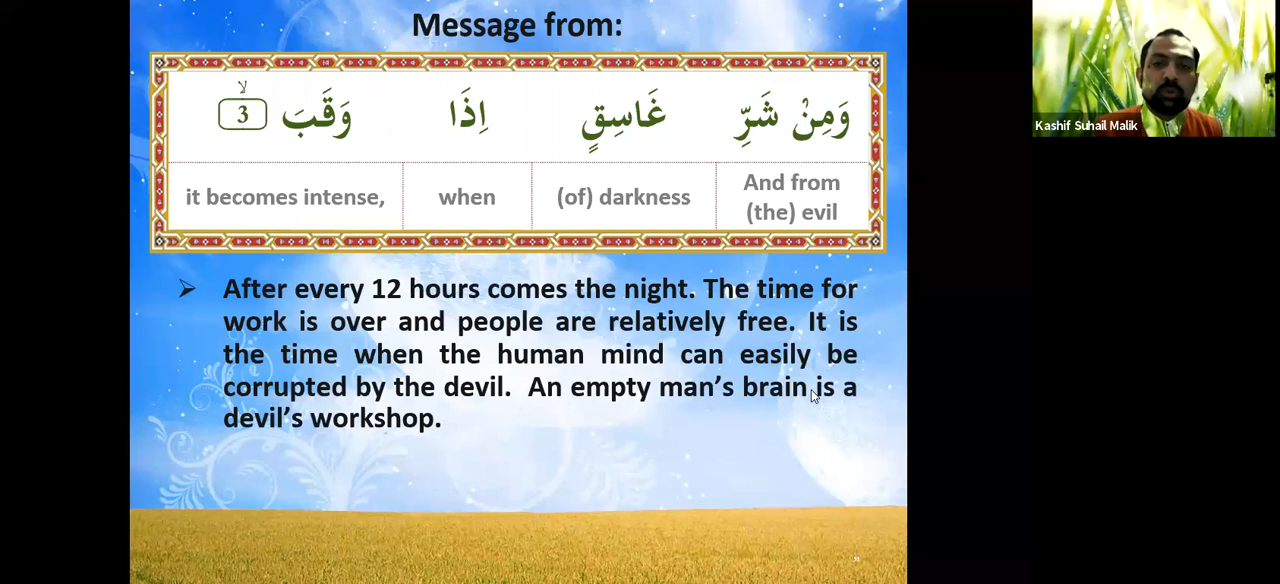 Message from:
وَمِنْ شَرِّ غَاسِقٍ اِذَا وَقَبَ ۙ 3
it becomes intense, when (of) darkness And from
(the) evil
➢ After every 12 hours comes the night. The time for
work is over and people are relatively free. It is
the time when the human mind can easily be
corrupted by the devil. An empty man’s brain is a
devil’s workshop.
Kashif Suhail Malik